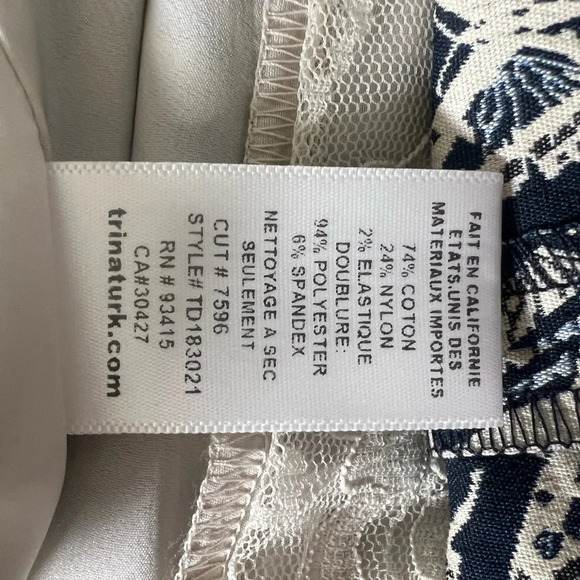 FAIT EN CALIFORNIE
ETATS.UNIS DES
MATERIAUX IMPORTES
74% COTON
24% NYLON
2% ELASTIQUE
DOUBLURE:
94% POLYESTER
6% SPANDEX
NETTOYAGE A SEC
SEULEMENT
CUT # 7596
STYLE# TD183021
RN # 93415
CA#30427
trinaturk.com